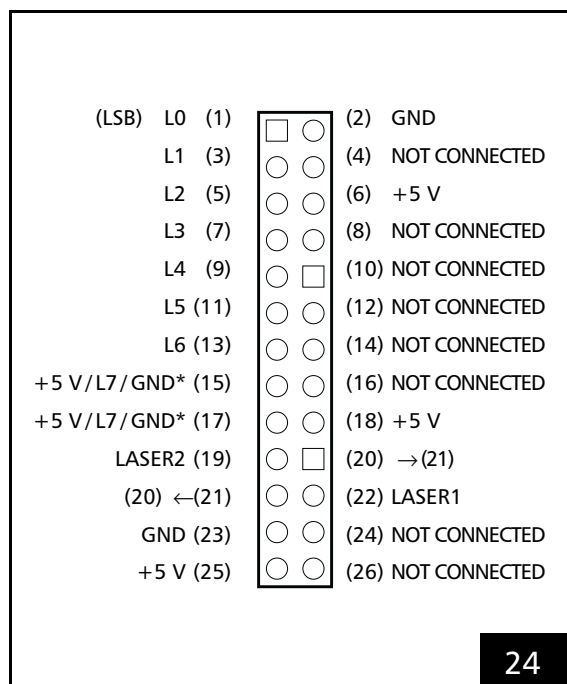 (LSB) L0 (1) (2) GND
L1 (3) (4) NOT CONNECTED
L2 (5) (6) +5 V
L3 (7) (8) NOT CONNECTED
L4 (9) (10) NOT CONNECTED
L5 (11) (12) NOT CONNECTED
L6 (13) (14) NOT CONNECTED
+5 V/L7/GND* (15) (16) NOT CONNECTED
+5 V/L7/GND* (17) (18) +5 V
LASER2 (19) (20) →(21)
(20) ←(21) (22) LASER1
GND (23) (24) NOT CONNECTED
+5 V (25) (26) NOT CONNECTED
24